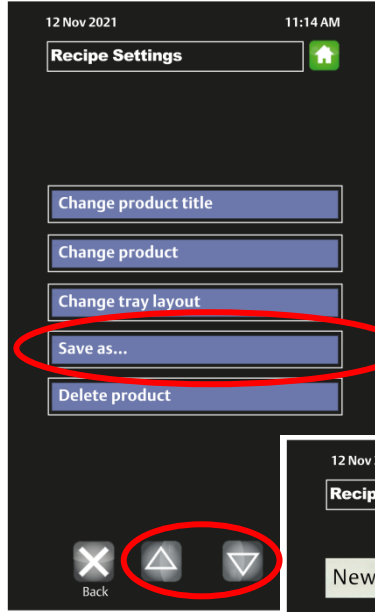 12 Nov 2021 11:14 AM
Recipe Settings
Change product title
Change product
Change tray layout
Save as...
Delete product
Back
12 Nov
Recip
New